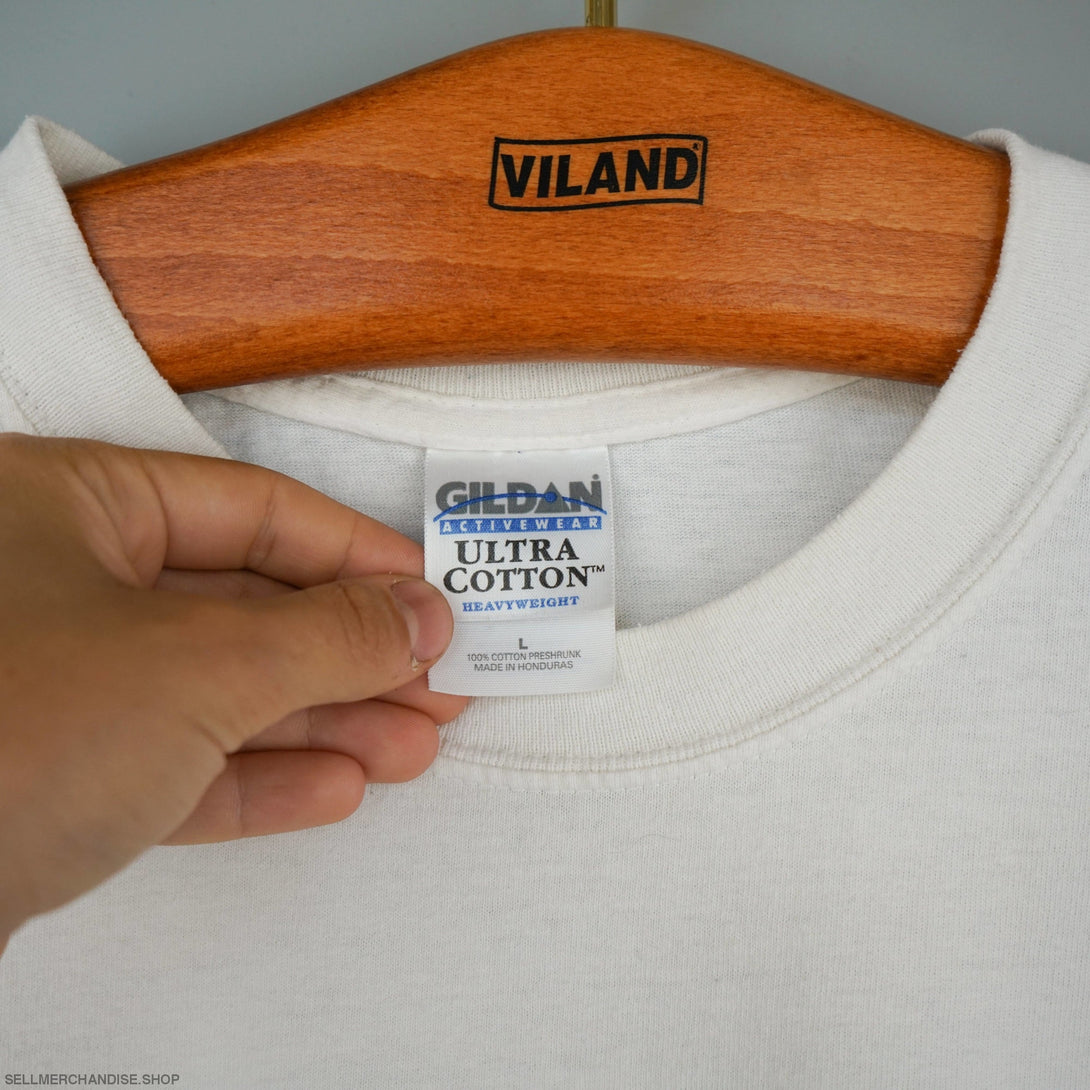 VILAND
GILDAN
ACTIVEWEAR
ULTRA
COTTON™
HEAVYWEIGHT
L
100% COTTON PRESHRUNK
MADE IN HONDURAS
SELLMERCHANDISE.SHOP